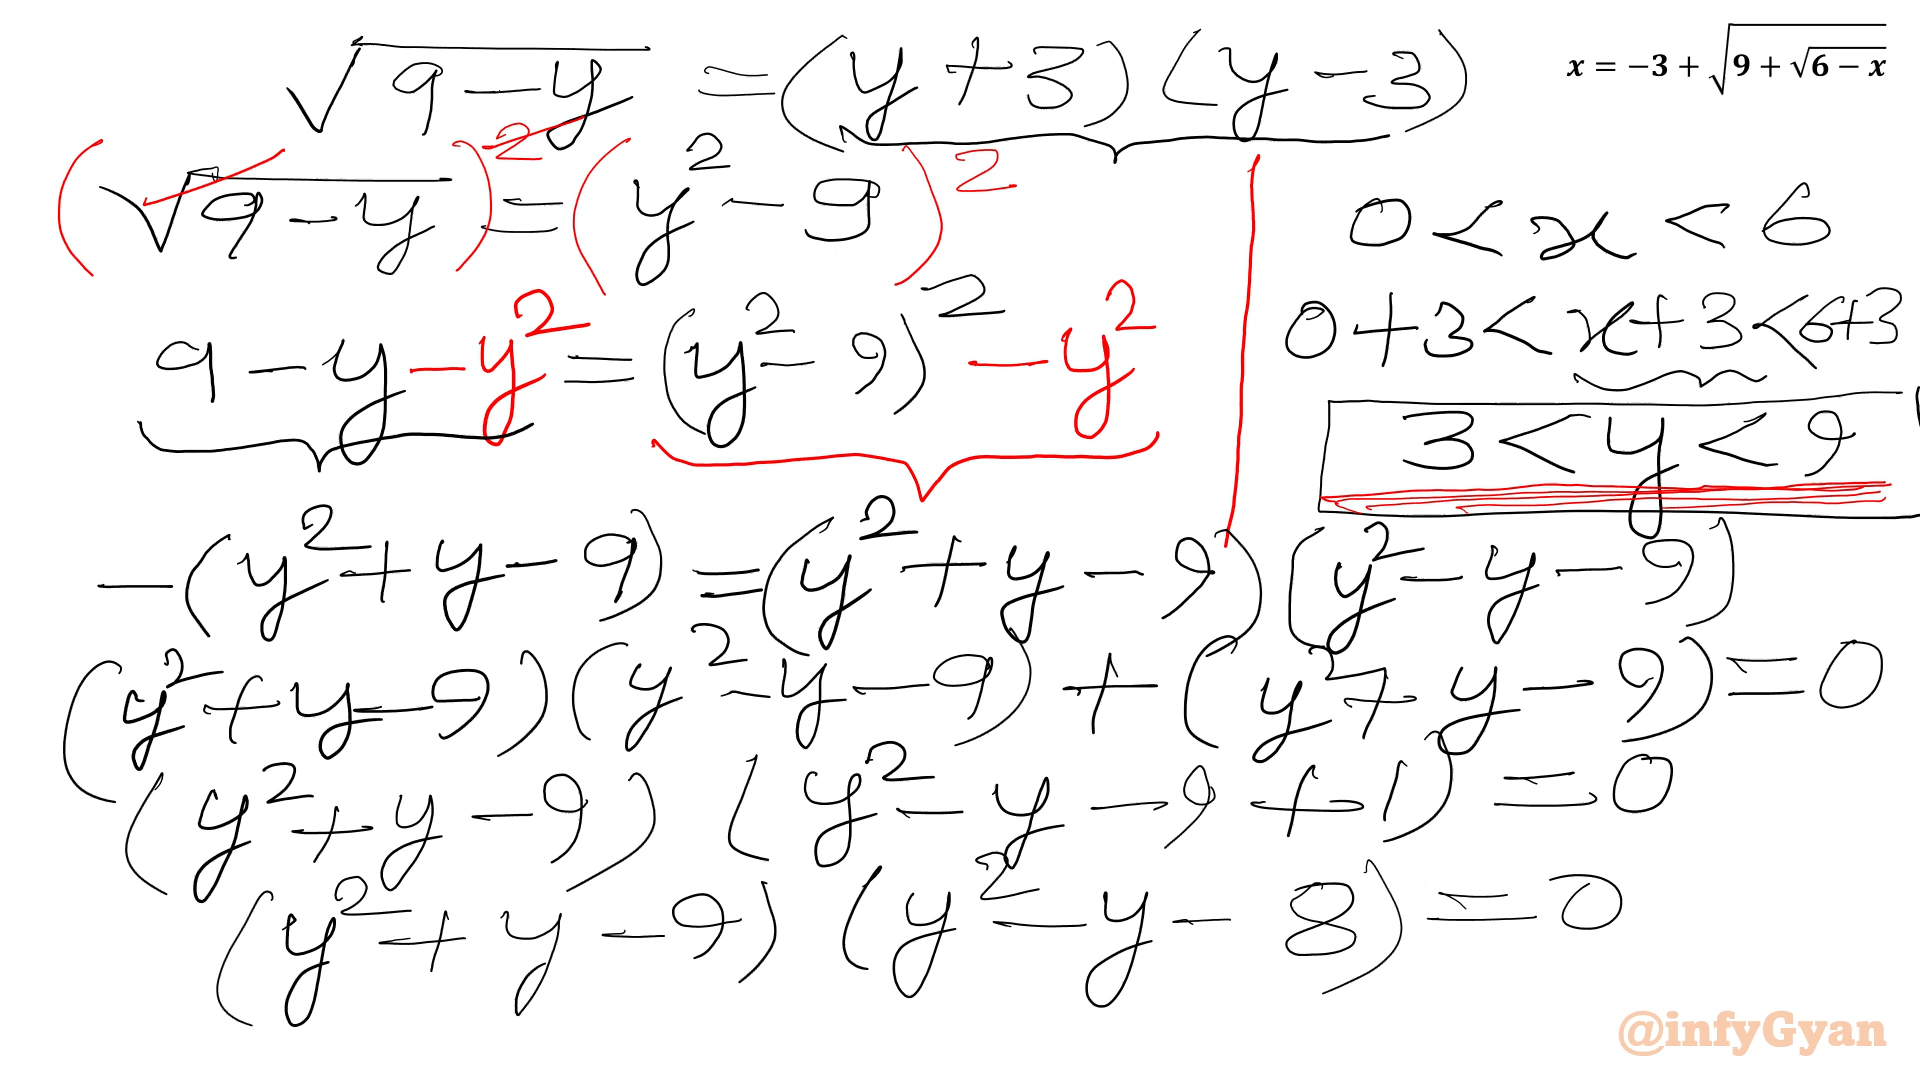 √(9 − y) = (y + 3)(y − 3)
x = −3 + √(9 + √(6 − x))
(√(9 − y))² = (y² − 9)²
9 − y − y² = (y² − 9)² − y²
0 < x < 6
0 + 3 < x + 3 < 6 + 3
3 < y < 9
−(y² + y − 9) = (y² + y − 9)(y² − y − 9)
(y² + y − 9)(y² − y − 9) + (y² + y − 9) = 0
(y² + y − 9)(y² − y − 9 + 1) = 0
(y² + y − 9)(y² − y − 8) = 0
@infyGyan